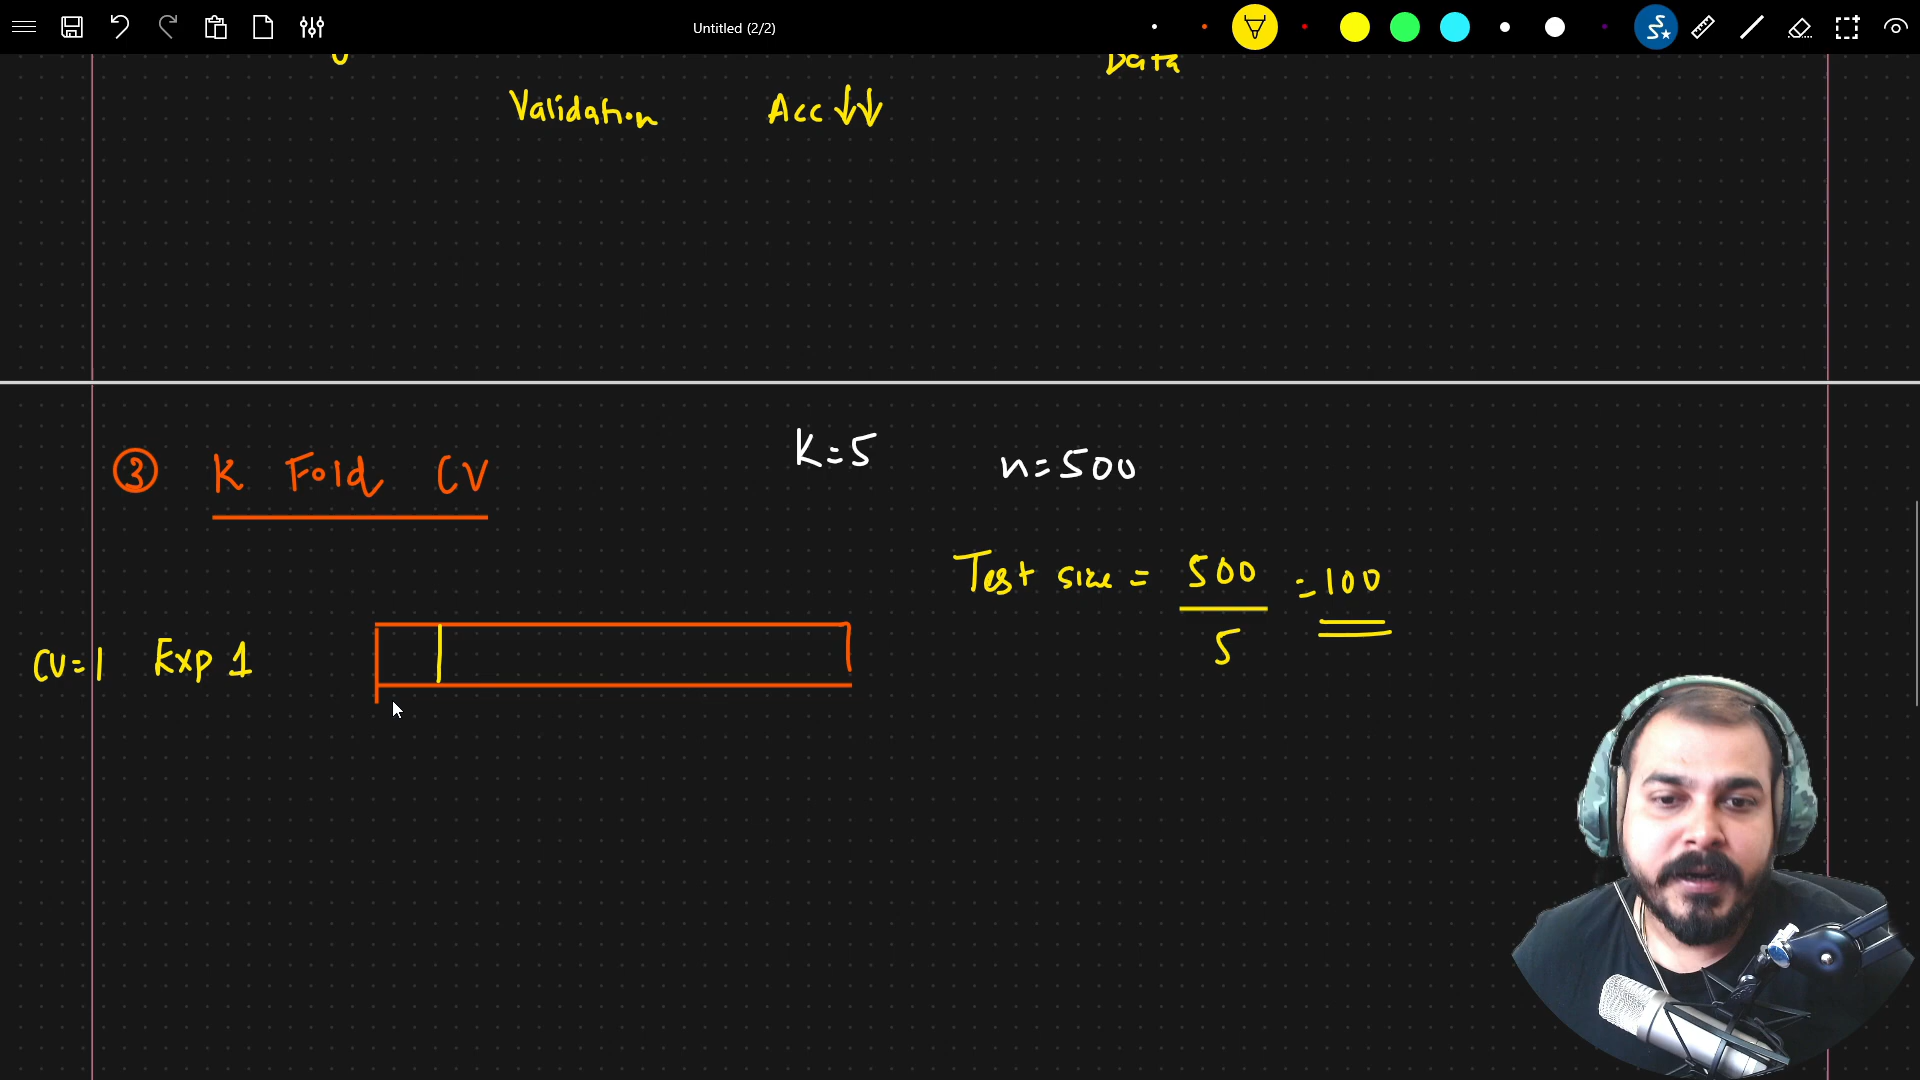 Untitled (2/2)
Data
Validation Acc ↓↓
③ K Fold CV K=5 n=500
Test size = 500/5 = 100
CV=1 Exp 1